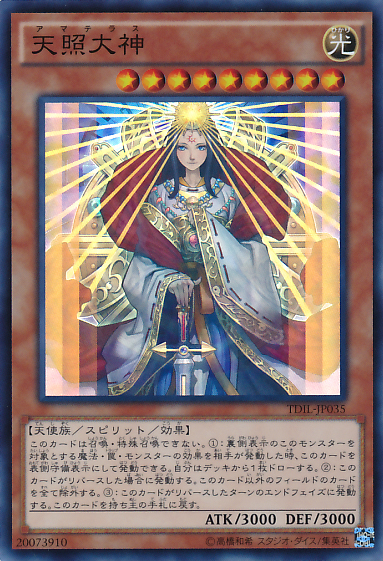 アマテラス
天照大神
ひかり
光
TDIL-JP035
【天使族/スピリット/効果】
このカードは召喚・特殊召喚できない。①:裏側表示のこのモンスターを
対象とする魔法・罠・モンスターの効果を相手が発動した時、このカードを
表側守備表示にして発動できる。自分はデッキから1枚ドローする。②:こ
のカードがリバースした場合に発動する。このカード以外のフィールドのカード
を全て除外する。③:このカードがリバースしたターンのエンドフェイズに発動す
る。このカードを持ち主の手札に戻す。
ATK/3000 DEF/3000
20073910
©高橋和希 スタジオ・ダイス/集英社